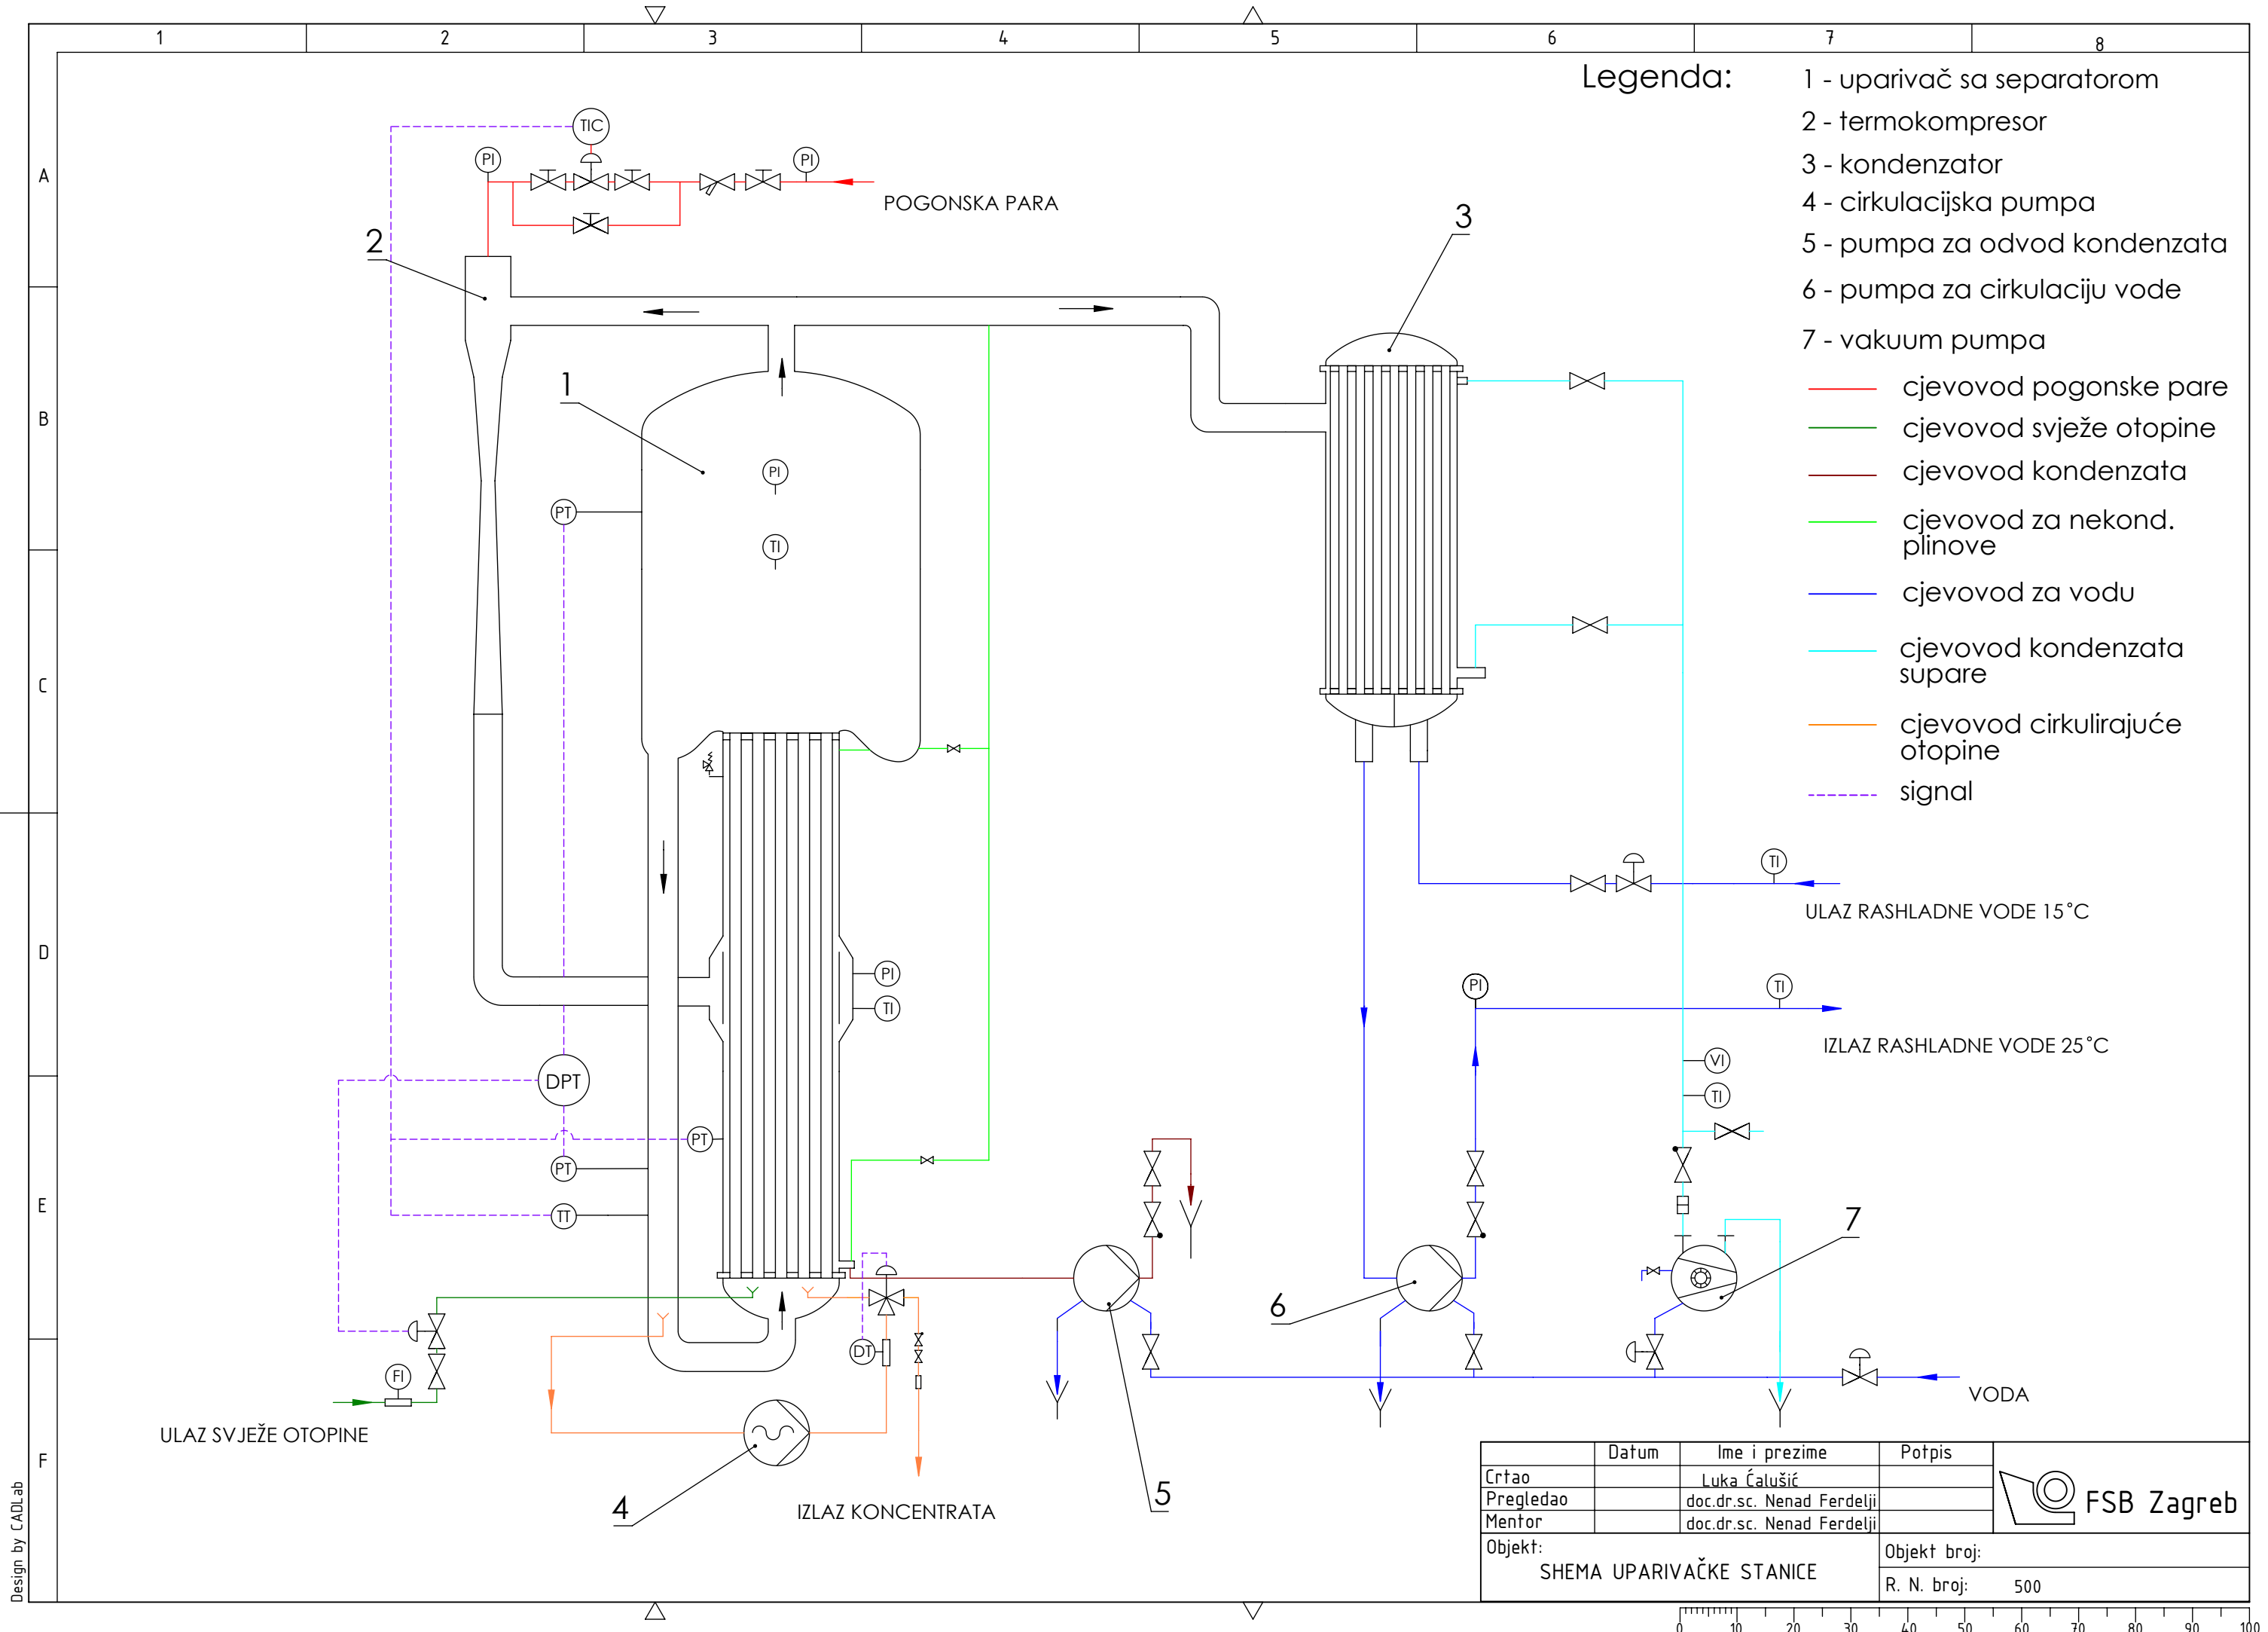 1 2 3 4 5 6 7 8
A
B
C
D
E
F
Legenda:
1 - uparivač sa separatorom
2 - termokompresor
3 - kondenzator
4 - cirkulacijska pumpa
5 - pumpa za odvod kondenzata
6 - pumpa za cirkulaciju vode
7 - vakuum pumpa
cjevovod pogonske pare
cjevovod svježe otopine
cjevovod kondenzata
cjevovod za nekond.
plinove
cjevovod za vodu
cjevovod kondenzata
supare
cjevovod cirkulirajuće
otopine
signal
TIC
PI
PI
POGONSKA PARA
2
3
1
PI
PT
TI
TI
ULAZ RASHLADNE VODE 15°C
PI
TI
PI
TI
IZLAZ RASHLADNE VODE 25°C
VI
TI
DPT
PT
PT
TT
7
6
DT
FI
VODA
ULAZ SVJEŽE OTOPINE
4
IZLAZ KONCENTRATA
5
Datum Ime i prezime Potpis
Crtao Luka Ćalušić
Pregledao doc.dr.sc. Nenad Ferdelji
Mentor doc.dr.sc. Nenad Ferdelji
FSB Zagreb
Objekt:
SHEMA UPARIVAČKE STANICE
Objekt broj:
R. N. broj: 500
Design by CADLab
0 10 20 30 40 50 60 70 80 90 100